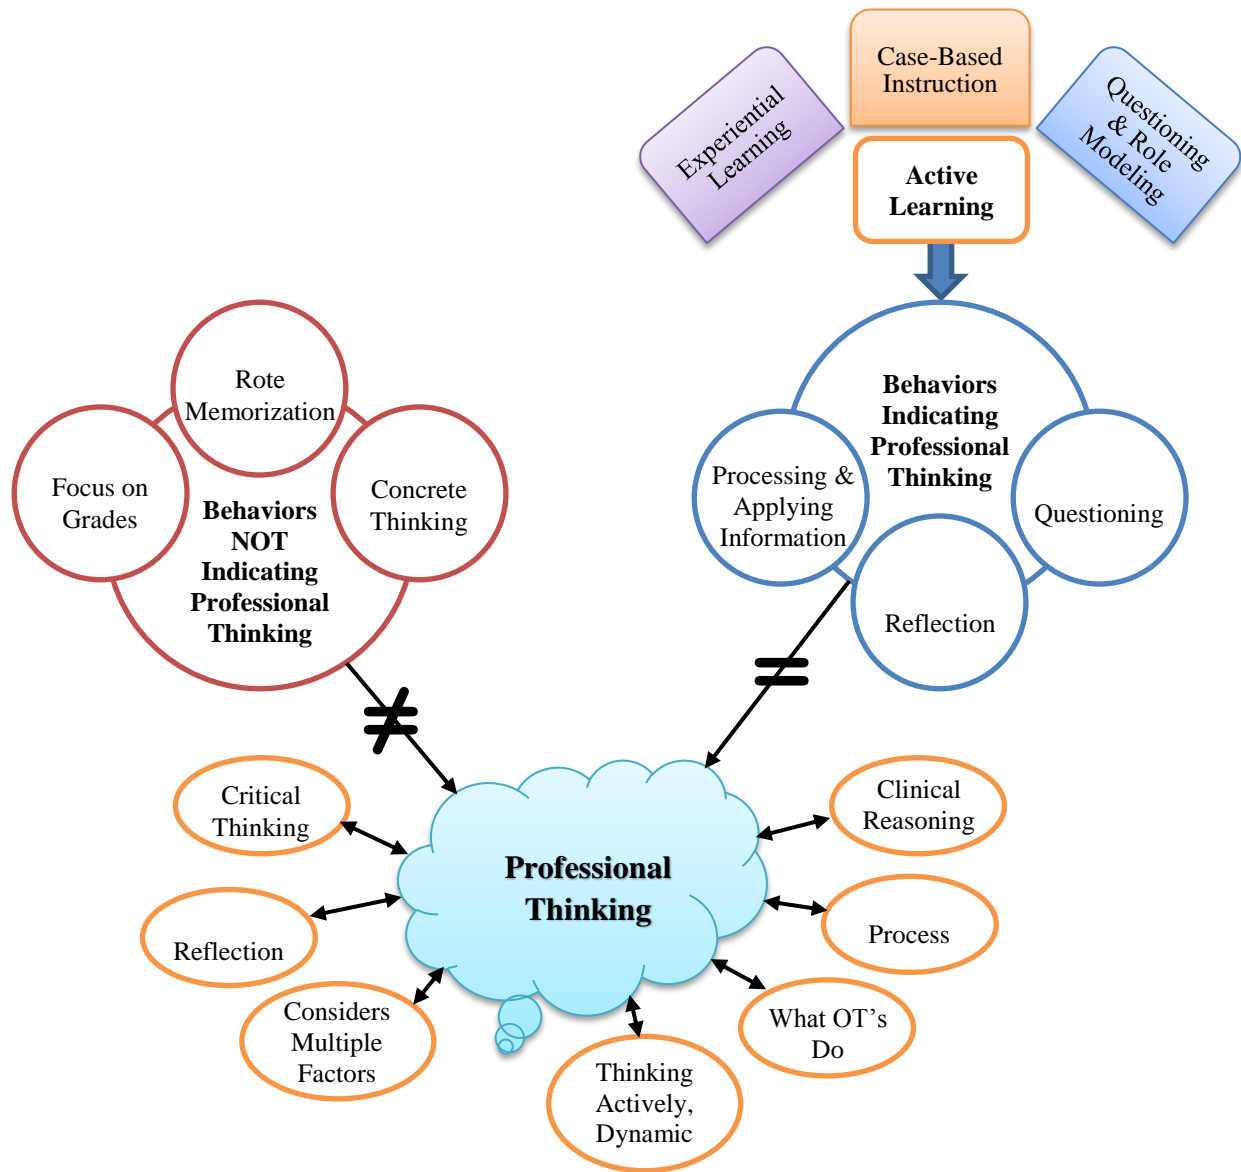 Case-Based
Instruction
Experiential
Learning
Questioning
& Role
Modeling
Active
Learning
Rote
Memorization
Focus on
Grades
Concrete
Thinking
Behaviors
NOT
Indicating
Professional
Thinking
Behaviors
Indicating
Professional
Thinking
Processing &
Applying
Information
Questioning
Reflection
≠
=
Professional
Thinking
Critical
Thinking
Reflection
Considers
Multiple
Factors
Thinking
Actively,
Dynamic
What OT’s
Do
Process
Clinical
Reasoning